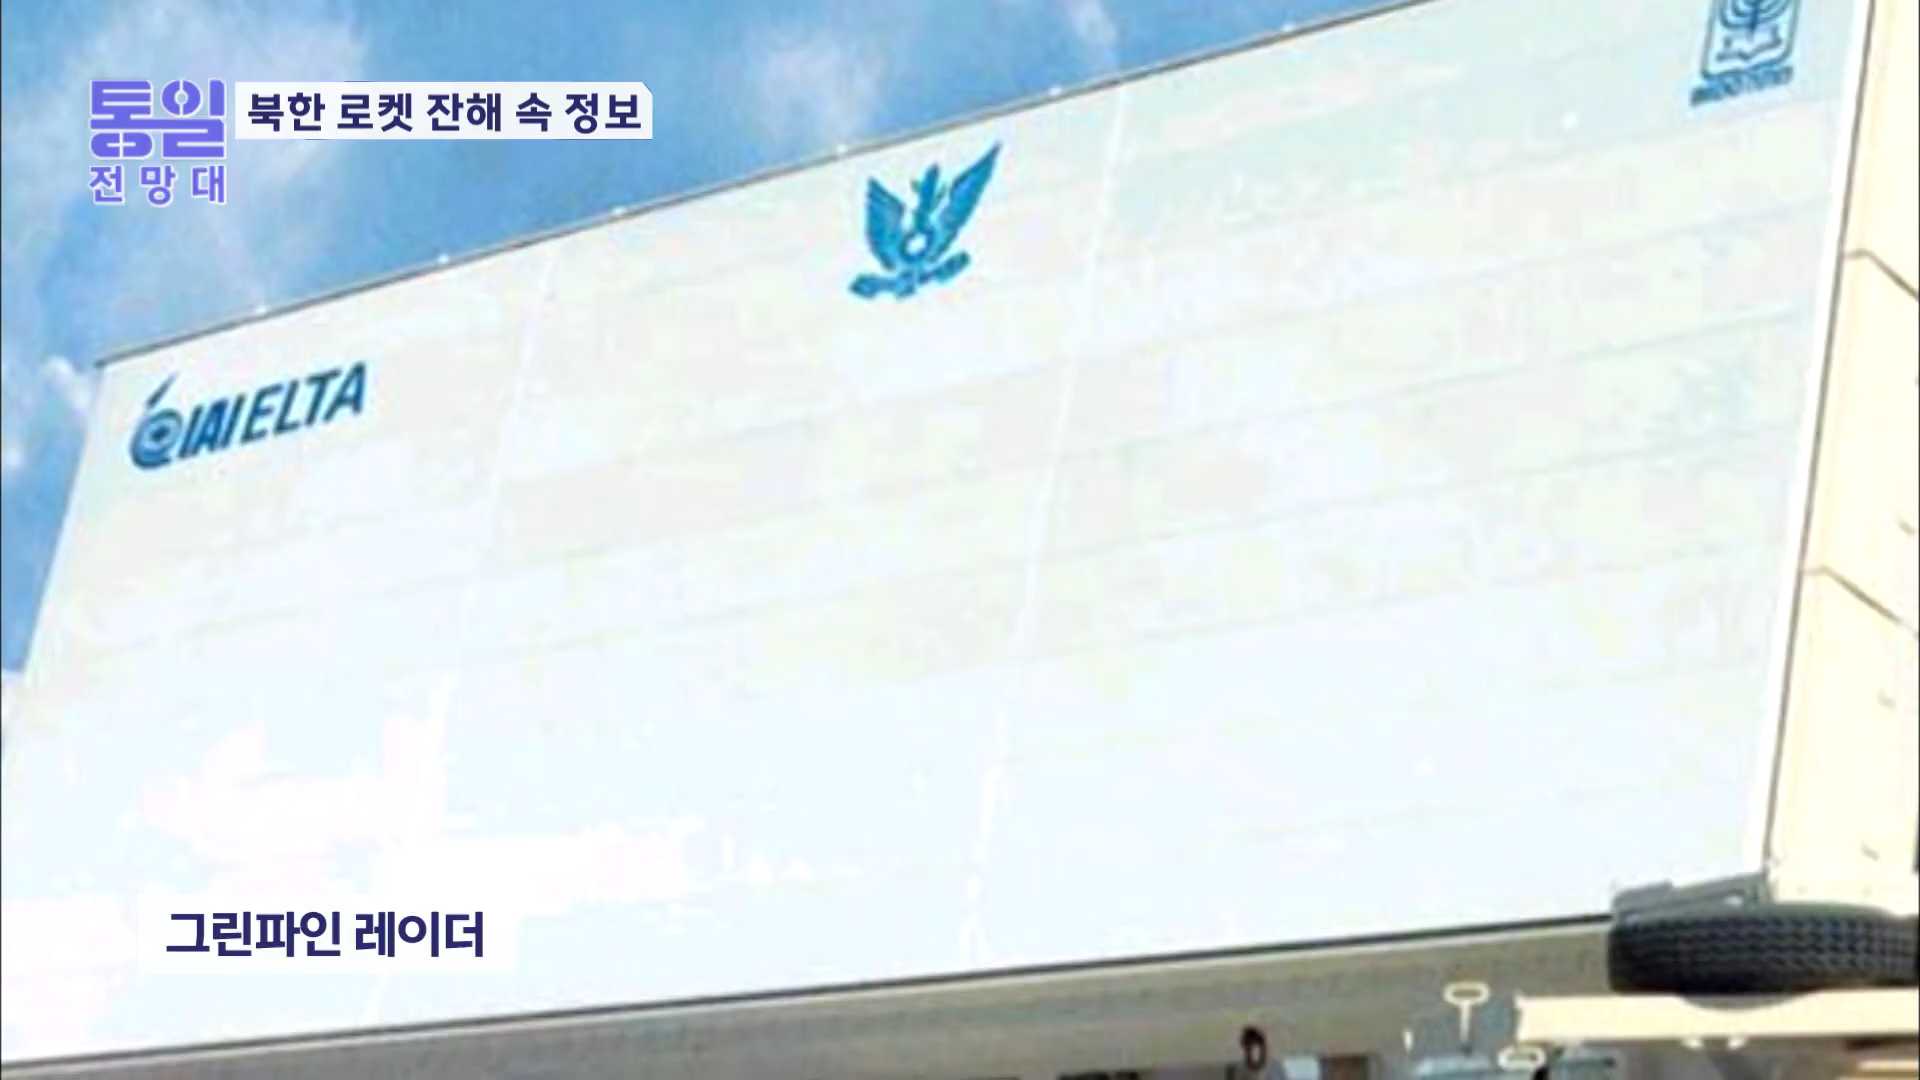 통일
전망대
북한 로켓 잔해 속 정보
IAI ELTA
그린파인 레이더